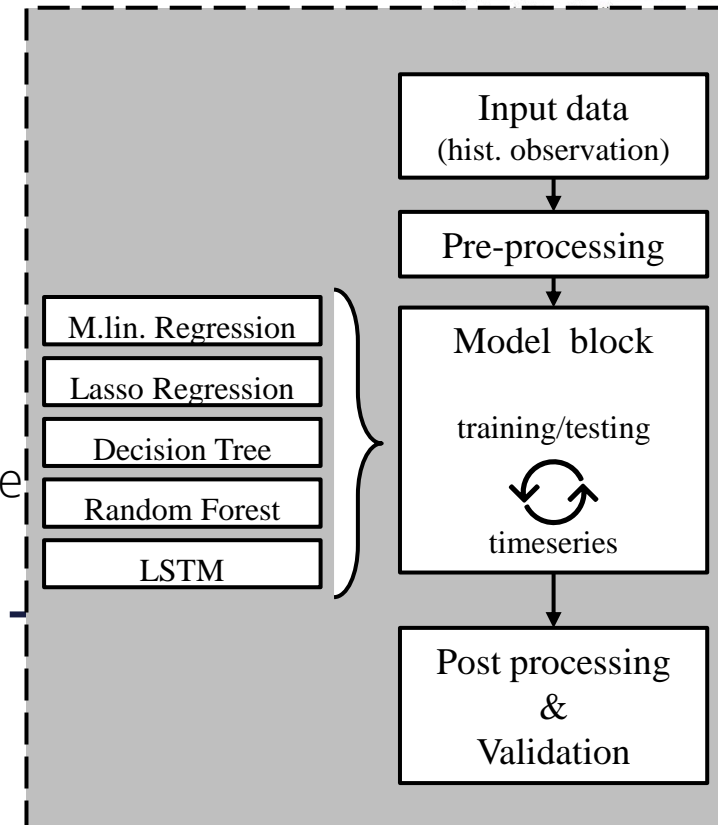 Input data
(hist. observation)
Pre-processing
M.lin. Regression
Lasso Regression
Decision Tree
Random Forest
LSTM
Model block
training/testing
timeseries
Post processing
&
Validation
e